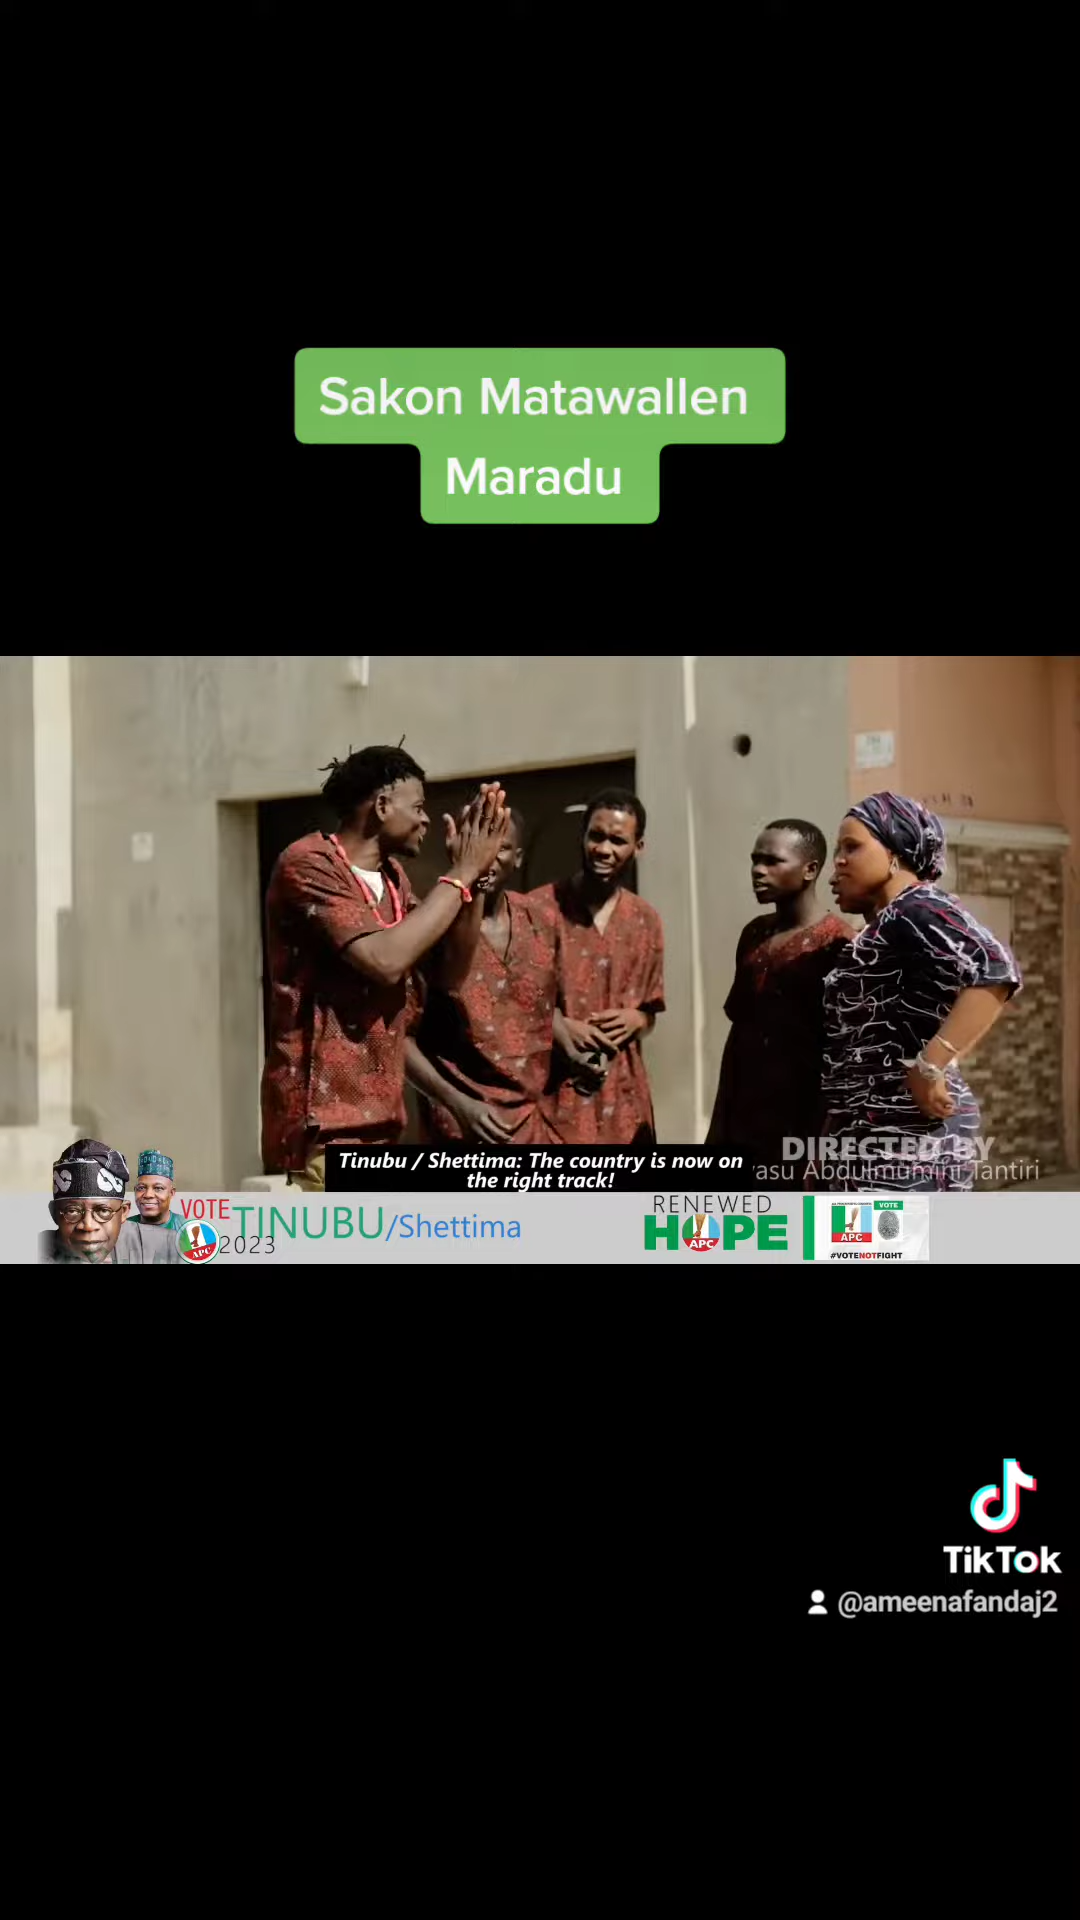 Sakon Matawallen
Maradu
DIRECTED BY
Abdulmumini Tantiri
Tinubu / Shettima: The country is now on
the right track!
VOTE
TINUBU/Shettima
2023
APC
RENEWED
HOPE
APC
VOTE
APC
#VOTENOTFIGHT
TikTok
@ameenafandaj2